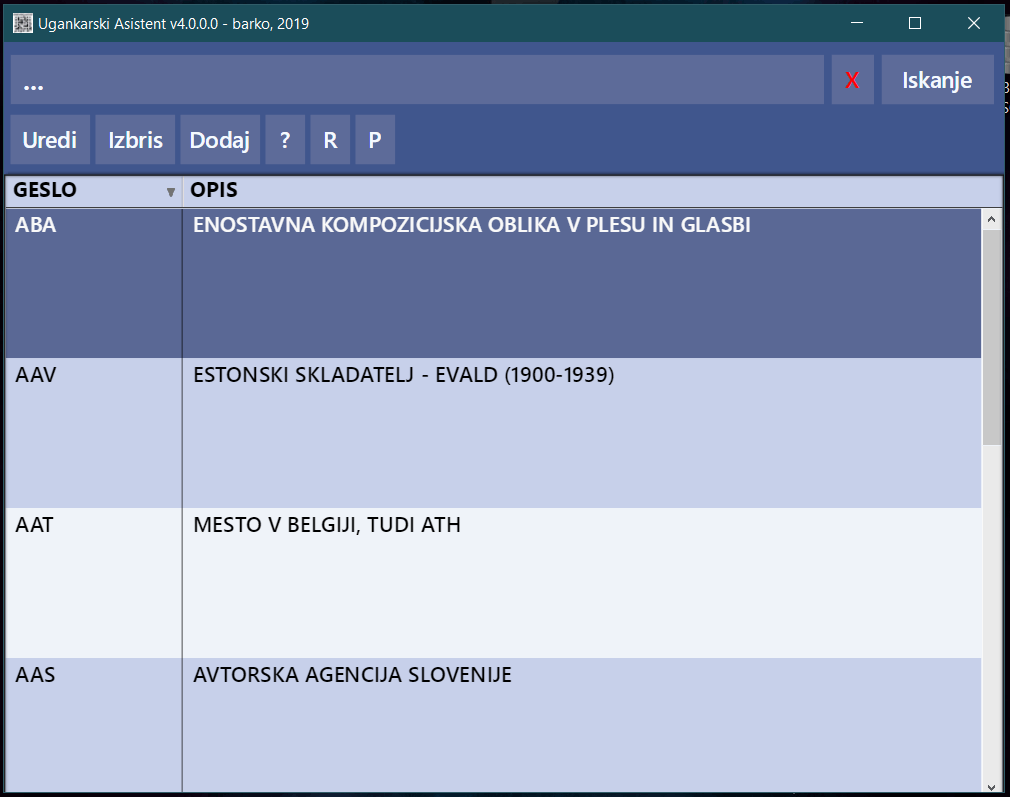 Ugankarski Asistent v4.0.0.0 - barko, 2019
...
X
Iskanje
Uredi Izbris Dodaj ? R P
GESLO OPIS
ABA ENOSTAVNA KOMPOZICIJSKA OBLIKA V PLESU IN GLASBI
AAV ESTONSKI SKLADATELJ - EVALD (1900-1939)
AAT MESTO V BELGIJI, TUDI ATH
AAS AVTORSKA AGENCIJA SLOVENIJE